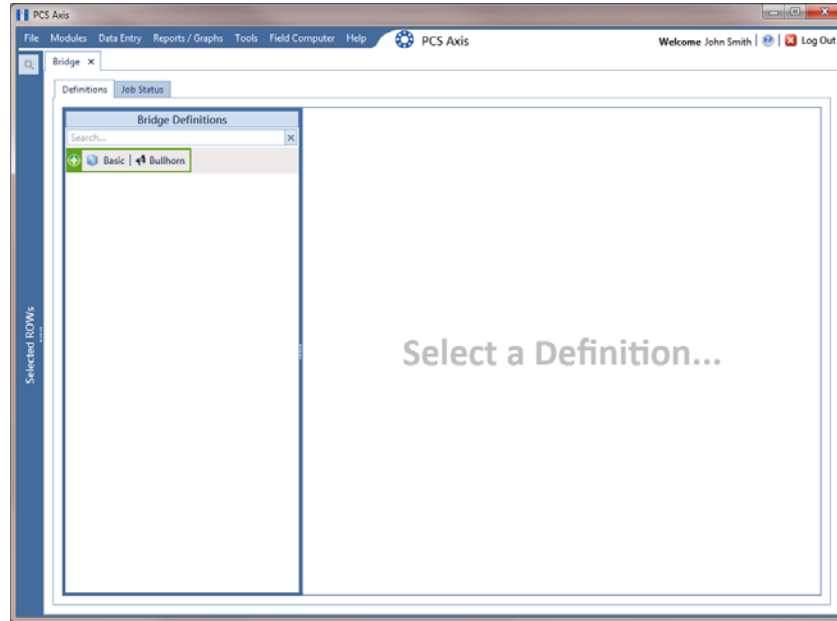 PCS Axis
File Modules Data Entry Reports / Graphs Tools Field Computer Help PCS Axis Welcome John Smith | | Log Out
Bridge
Definitions Job Status
Bridge Definitions
Search...
Basic | Bullhorn
Selected ROWs
Select a Definition...